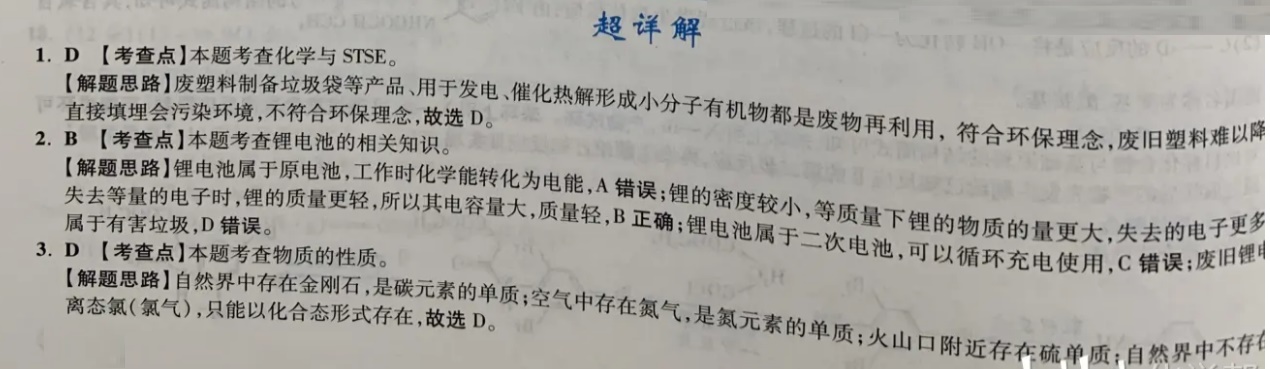 超详解
1. D 【考查点】本题考查化学与 STSE。
【解题思路】废塑料制备垃圾袋等产品、用于发电、催化热解形成小分子有机物都是废物再利用，符合环保理念，废旧塑料难以降
直接填埋会污染环境，不符合环保理念，故选 D。
2. B 【考查点】本题考查锂电池的相关知识。
【解题思路】锂电池属于原电池，工作时化学能转化为电能，A 错误；锂的密度较小，等质量下锂的物质的量更大，失去的电子更多
失去等量的电子时，锂的质量更轻，所以其电容量大，质量轻，B 正确；锂电池属于二次电池，可以循环充电使用，C 错误；废旧锂电
属于有害垃圾，D 错误。
3. D 【考查点】本题考查物质的性质。
【解题思路】自然界中存在金刚石，是碳元素的单质；空气中存在氮气，是氮元素的单质；火山口附近存在硫单质；自然界中不存在
离态氯（氯气），只能以化合态形式存在，故选 D。